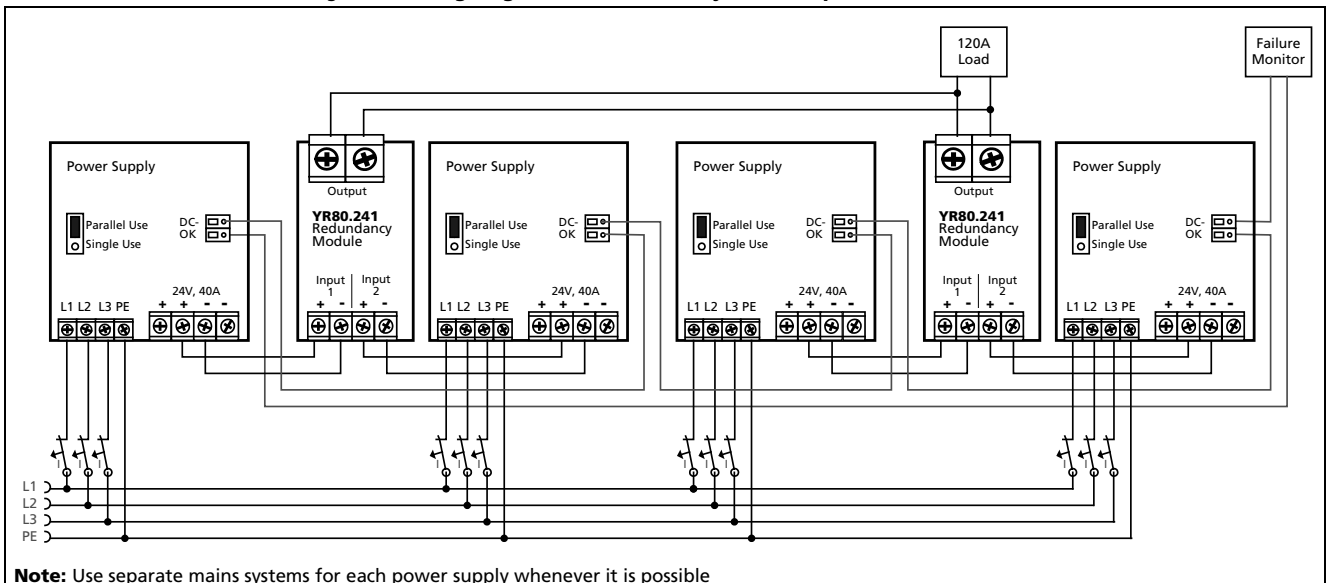 120A
Load
Failure
Monitor
Power Supply
Parallel Use
Single Use
DC-
OK
24V, 40A
+ + - -
L1 L2 L3 PE
Output
YR80.241
Redundancy
Module
Input
1
Input
2
+ - + -
Power Supply
Parallel Use
Single Use
DC-
OK
24V, 40A
+ + - -
L1 L2 L3 PE
Power Supply
Parallel Use
Single Use
DC-
OK
24V, 40A
+ + - -
L1 L2 L3 PE
Output
YR80.241
Redundancy
Module
Input
1
Input
2
+ - + -
Power Supply
Parallel Use
Single Use
DC-
OK
24V, 40A
+ + - -
L1 L2 L3 PE
I I I
I I I
I I I
I I I
L1
L2
L3
PE
Note: Use separate mains systems for each power supply whenever it is possible